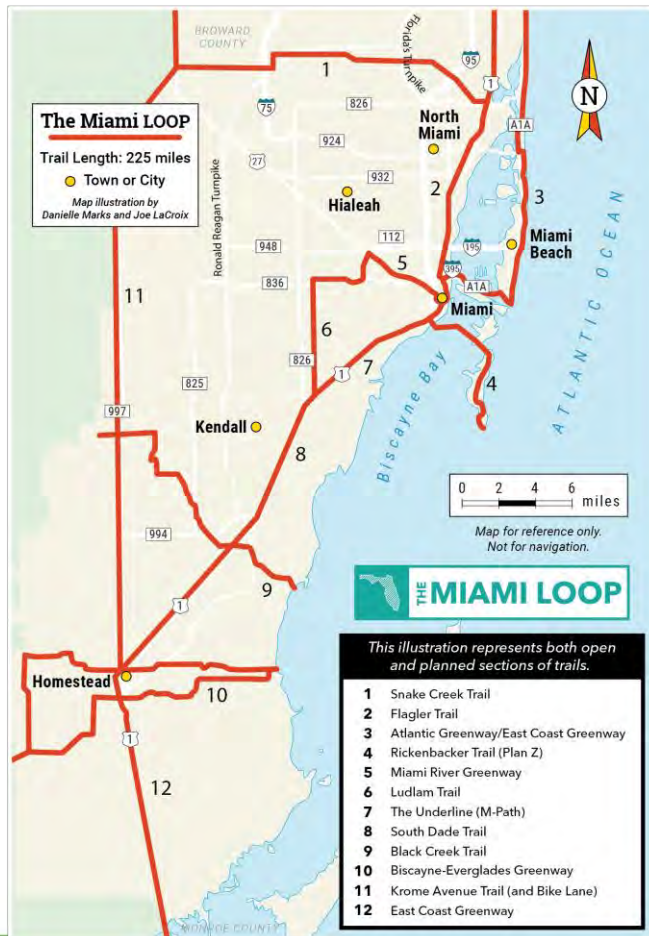 BROWARD
COUNTY
Florida's Turnpike
95
1
1
The Miami LOOP
Trail Length: 225 miles
Town or City
Map illustration by
Danielle Marks and Joe LaCroix
75
826
N
27
924
North
Miami
A1A
932
2
3
Hialeah
Ronald Reagan Turnpike
948
112
195
Miami
Beach
5
395
836
A1A
11
Miami
6
826
7
1
4
Biscayne Bay
ATLANTIC OCEAN
825
997
Kendall
8
0 2 4 6
miles
Map for reference only.
Not for navigation.
994
9
1
THE MIAMI LOOP
Homestead
10
1
12
MONROE COUNTY
This illustration represents both open
and planned sections of trails.
1 Snake Creek Trail
2 Flagler Trail
3 Atlantic Greenway/East Coast Greenway
4 Rickenbacker Trail (Plan Z)
5 Miami River Greenway
6 Ludlam Trail
7 The Underline (M-Path)
8 South Dade Trail
9 Black Creek Trail
10 Biscayne-Everglades Greenway
11 Krome Avenue Trail (and Bike Lane)
12 East Coast Greenway